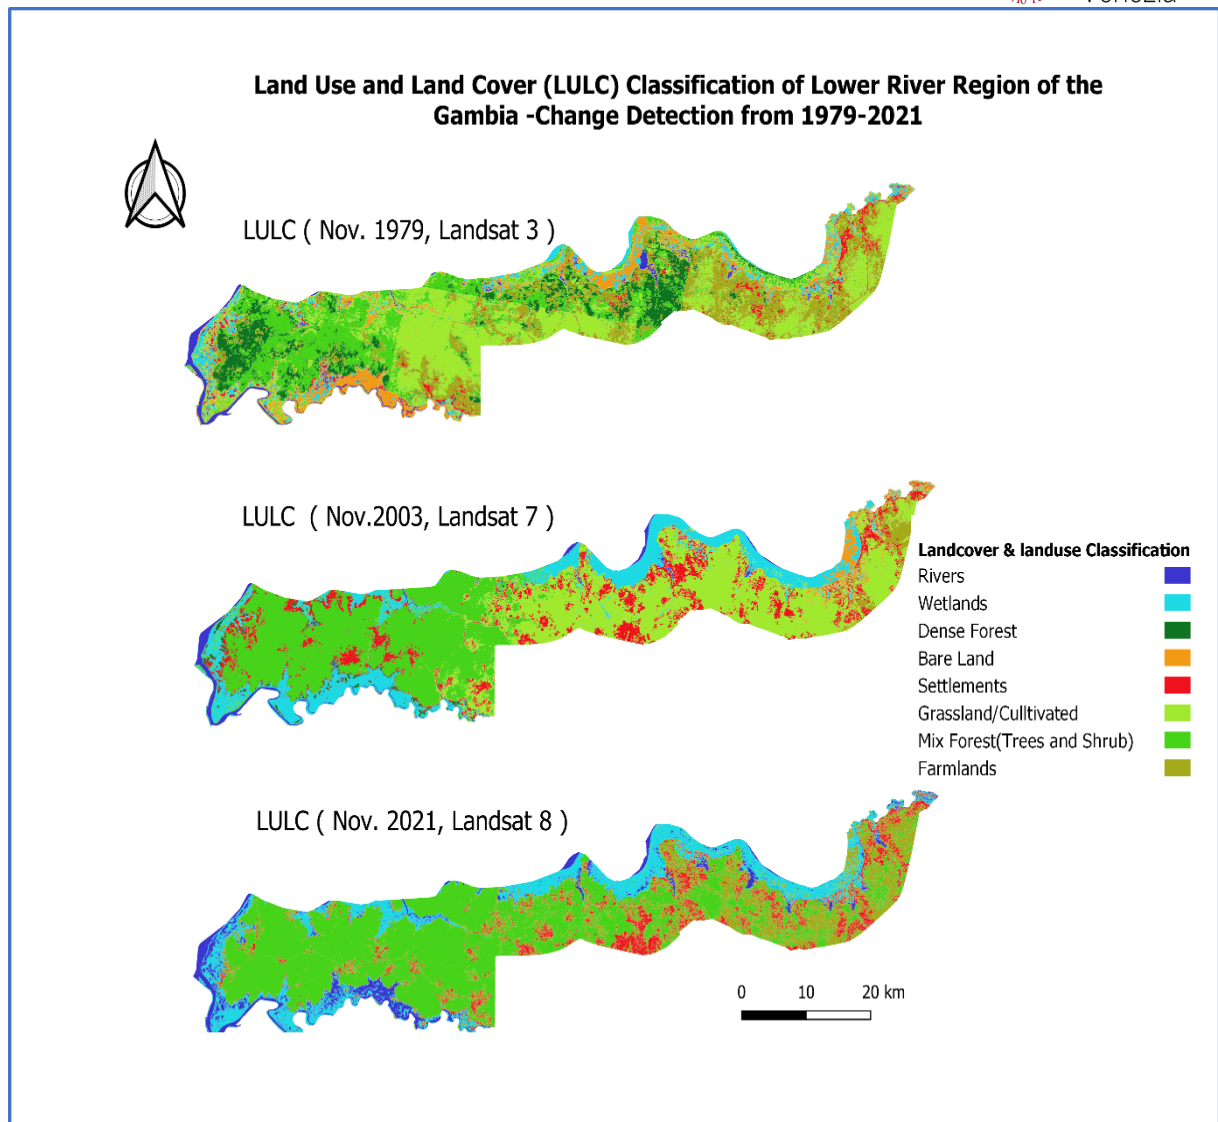 Land Use and Land Cover (LULC) Classification of Lower River Region of the
Gambia -Change Detection from 1979-2021
LULC ( Nov. 1979, Landsat 3 )
LULC ( Nov.2003, Landsat 7 )
Landcover & landuse Classification
Rivers
Wetlands
Dense Forest
Bare Land
Settlements
Grassland/Culltivated
Mix Forest(Trees and Shrub)
Farmlands
LULC ( Nov. 2021, Landsat 8 )
0 10 20 km